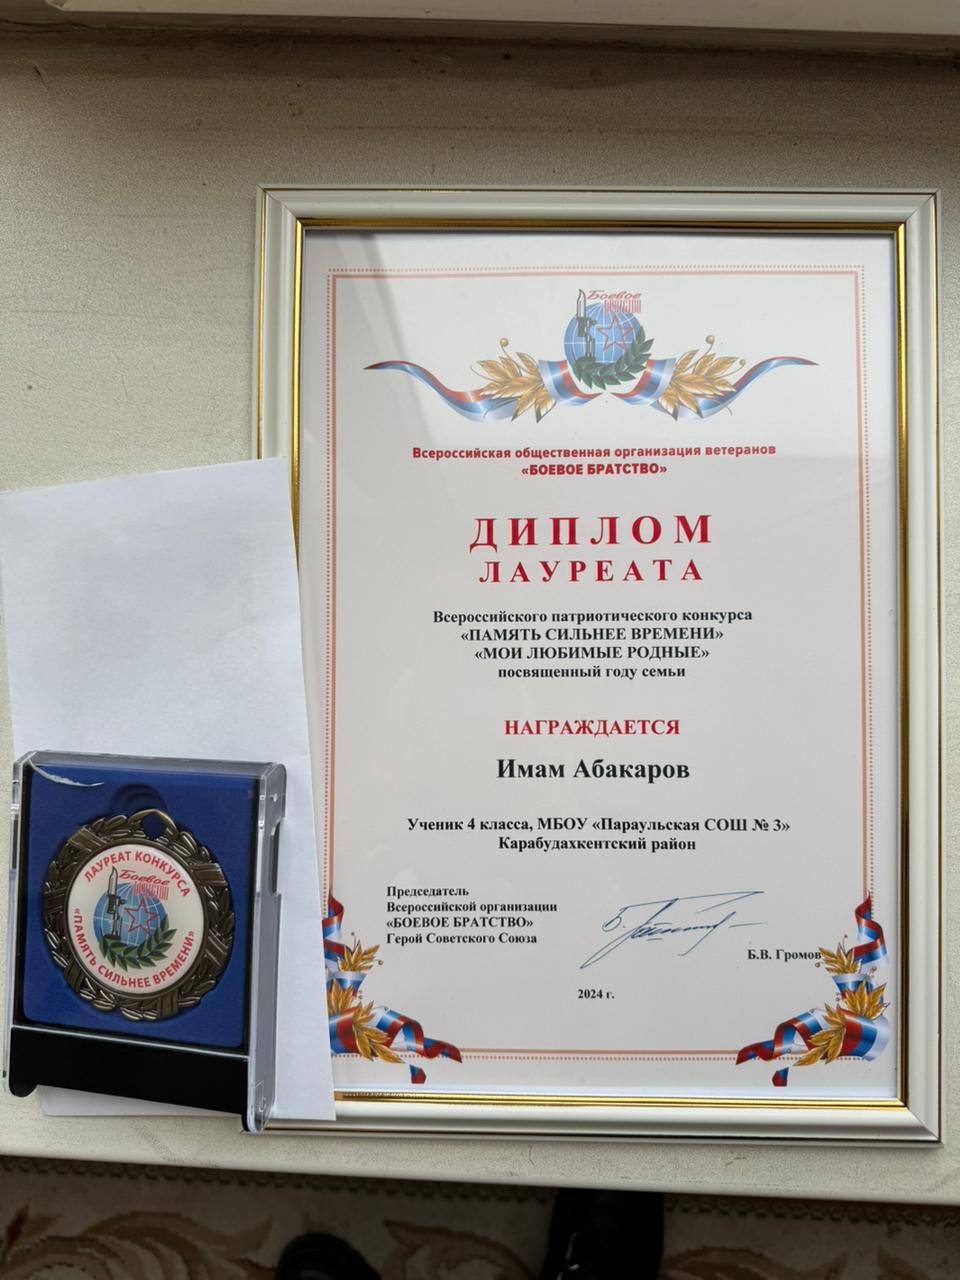 Боевое
братство
Всероссийская общественная организация ветеранов
«БОЕВОЕ БРАТСТВО»
ДИПЛОМ
ЛАУРЕАТА
Всероссийского патриотического конкурса
«ПАМЯТЬ СИЛЬНЕЕ ВРЕМЕНИ»
«МОИ ЛЮБИМЫЕ РОДНЫЕ»
посвященный году семьи
НАГРАЖДАЕТСЯ
Имам Абакаров
Ученик 4 класса, МБОУ «Параульская СОШ № 3»
Карабудахкентский район
Председатель
Всероссийской организации
«БОЕВОЕ БРАТСТВО»
Герой Советского Союза
Б.В. Громов
2024 г.
ЛАУРЕАТ КОНКУРСА
Боевое
братство
«ПАМЯТЬ СИЛЬНЕЕ ВРЕМЕНИ»